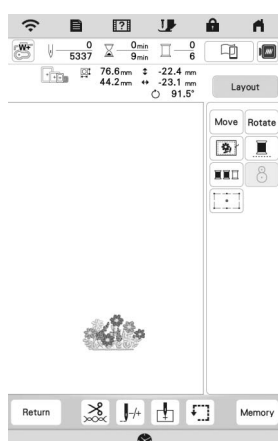 W+ 0 0min 0
5337 9min 6
76.6mm -22.4 mm
44.2mm -23.1 mm
91.5°
Layout
Move Rotate
Return -/+ Memory